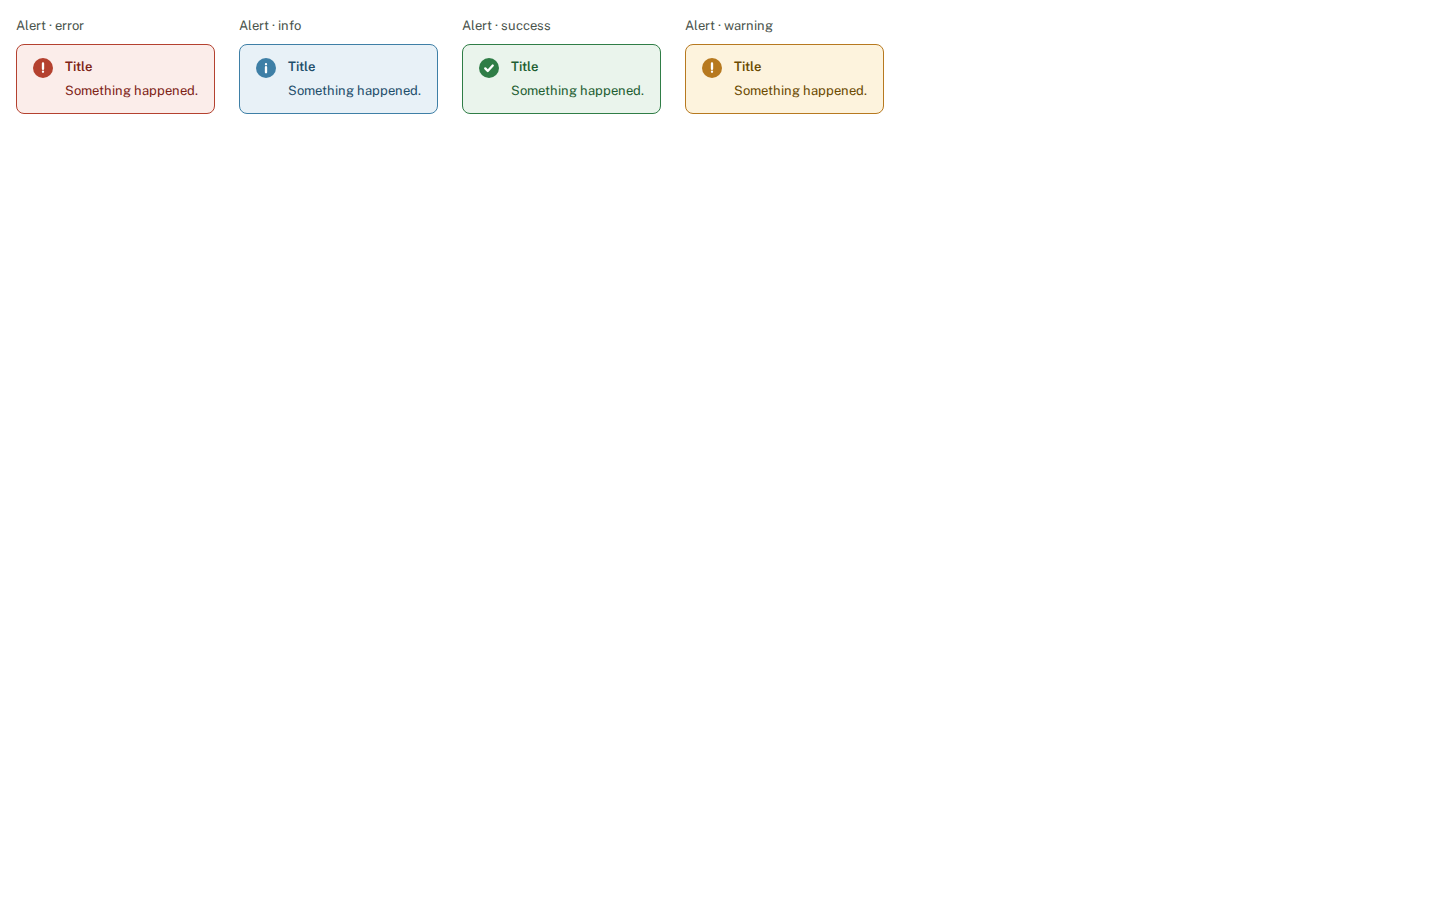 Alert · error
Title
Something happened.
Alert · info
Title
Something happened.
Alert · success
Title
Something happened.
Alert · warning
Title
Something happened.